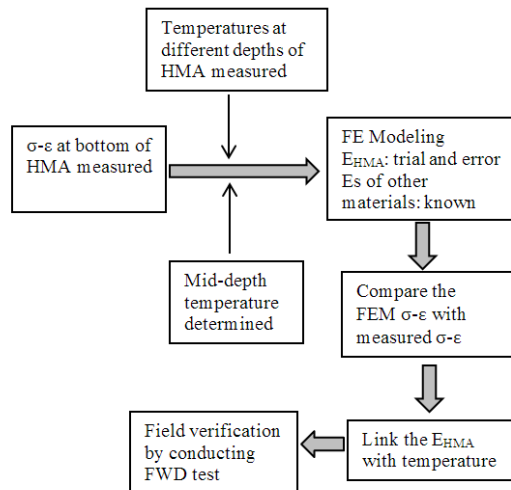 Temperatures at
different depths of
HMA measured
σ-ε at bottom of
HMA measured
FE Modeling
EHMA: trial and error
Es of other
materials: known
Mid-depth
temperature
determined
Compare the
FEM σ-ε with
measured σ-ε
Link the EHMA
with temperature
Field verification
by conducting
FWD test